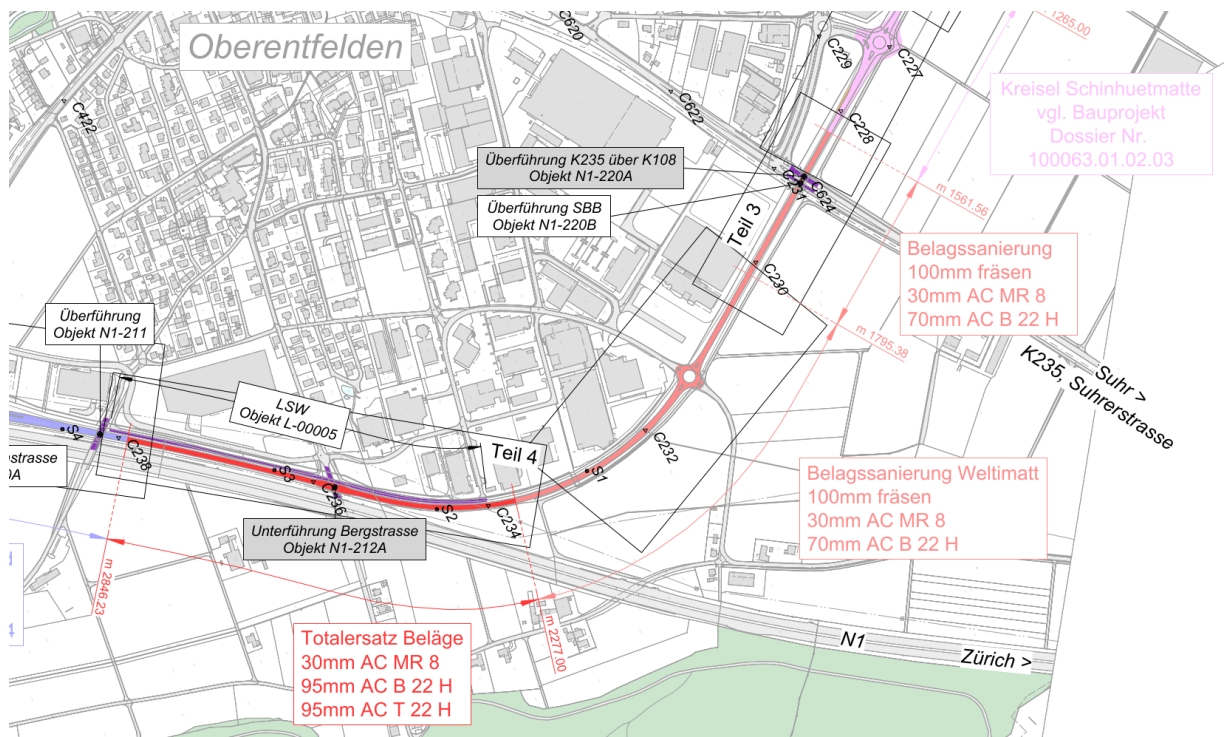 Oberentfelden
C422
C620
C622
C229
C227
C228
m 1265.00
Kreisel Schinhuetmatte
vgl. Bauprojekt
Dossier Nr.
100063.01.02.03
Überführung K235 über K108
Objekt N1-220A
Überführung SBB
Objekt N1-220B
C231
C624
m 1561.56
Teil 3
C230
Belagssanierung
100mm fräsen
30mm AC MR 8
70mm AC B 22 H
m 1795.38
Suhr >
K235, Suhrerstrasse
Überführung
Objekt N1-211
LSW
Objekt L-00005
S4
C238
S3
C236
S2
C234
Teil 4
S1
C232
Belagssanierung Weltimatt
100mm fräsen
30mm AC MR 8
70mm AC B 22 H
Unterführung Bergstrasse
Objekt N1-212A
m 2846.23
m 2277.00
Totalersatz Beläge
30mm AC MR 8
95mm AC B 22 H
95mm AC T 22 H
N1
Zürich >